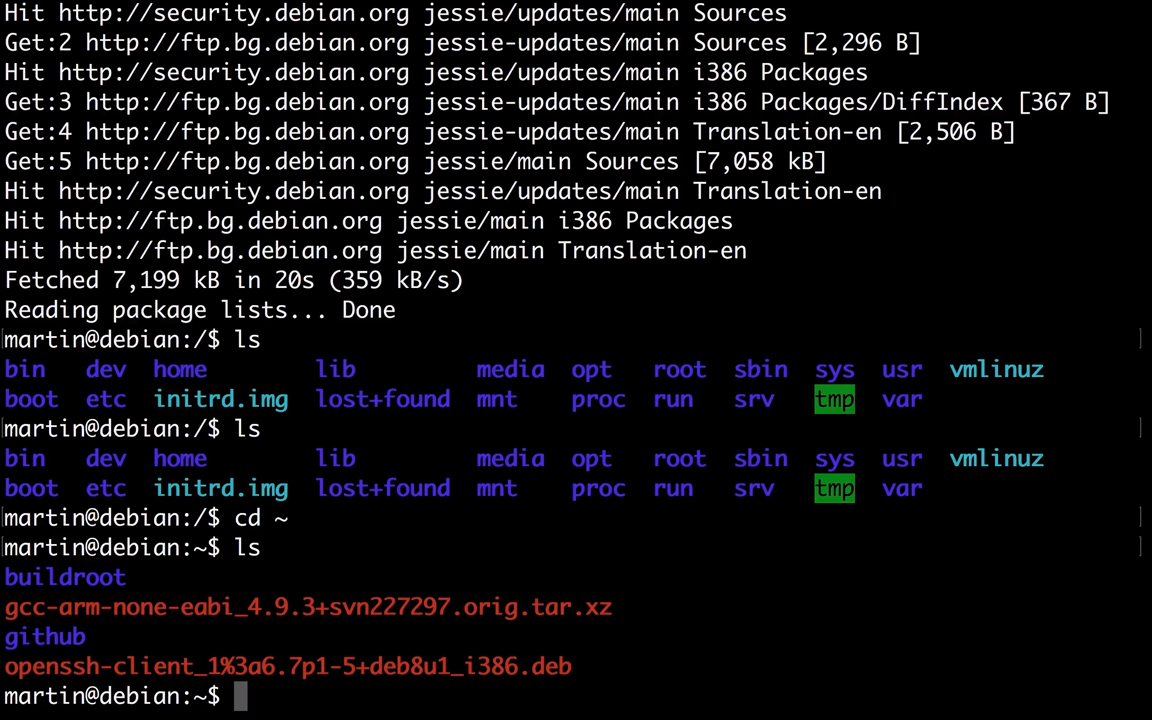 Hit http://security.debian.org jessie/updates/main Sources
Get:2 http://ftp.bg.debian.org jessie-updates/main Sources [2,296 B]
Hit http://security.debian.org jessie/updates/main i386 Packages
Get:3 http://ftp.bg.debian.org jessie-updates/main i386 Packages/DiffIndex [367 B]
Get:4 http://ftp.bg.debian.org jessie-updates/main Translation-en [2,506 B]
Get:5 http://ftp.bg.debian.org jessie/main Sources [7,058 kB]
Hit http://security.debian.org jessie/updates/main Translation-en
Hit http://ftp.bg.debian.org jessie/main i386 Packages
Hit http://ftp.bg.debian.org jessie/main Translation-en
Fetched 7,199 kB in 20s (359 kB/s)
Reading package lists... Done
martin@debian:/$ ls
bin   dev  home        lib         media  opt   root  sbin  sys  usr  vmlinuz
boot  etc  initrd.img  lost+found  mnt    proc  run   srv   tmp  var
martin@debian:/$ ls
bin   dev  home        lib         media  opt   root  sbin  sys  usr  vmlinuz
boot  etc  initrd.img  lost+found  mnt    proc  run   srv   tmp  var
martin@debian:/$ cd ~
martin@debian:~$ ls
buildroot
gcc-arm-none-eabi_4.9.3+svn227297.orig.tar.xz
github
openssh-client_1%3a6.7p1-5+deb8u1_i386.deb
martin@debian:~$